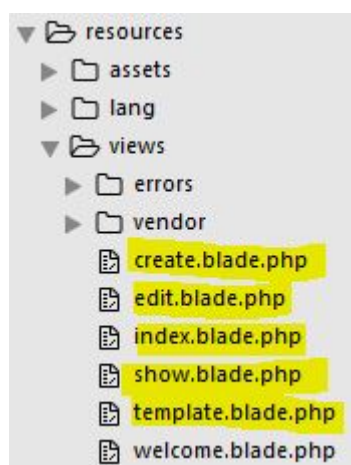 resources
assets
lang
views
errors
vendor
create.blade.php
edit.blade.php
index.blade.php
show.blade.php
template.blade.php
welcome.blade.php